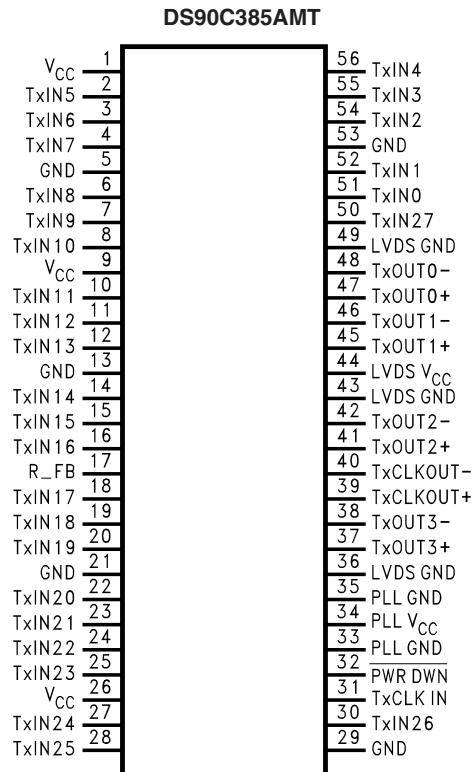 DS90C385AMT
VCC 1
TxIN5 2
TxIN6 3
TxIN7 4
GND 5
TxIN8 6
TxIN9 7
TxIN10 8
VCC 9
TxIN11 10
TxIN12 11
TxIN13 12
GND 13
TxIN14 14
TxIN15 15
TxIN16 16
R_FB 17
TxIN17 18
TxIN18 19
TxIN19 20
GND 21
TxIN20 22
TxIN21 23
TxIN22 24
TxIN23 25
VCC 26
TxIN24 27
TxIN25 28
56 TxIN4
55 TxIN3
54 TxIN2
53 GND
52 TxIN1
51 TxIN0
50 TxIN27
49 LVDS GND
48 TxOUT0-
47 TxOUT0+
46 TxOUT1-
45 TxOUT1+
44 LVDS VCC
43 LVDS GND
42 TxOUT2-
41 TxOUT2+
40 TxCLKOUT-
39 TxCLKOUT+
38 TxOUT3-
37 TxOUT3+
36 LVDS GND
35 PLL GND
34 PLL VCC
33 PLL GND
32 PWR DWN
31 TxCLK IN
30 TxIN26
29 GND